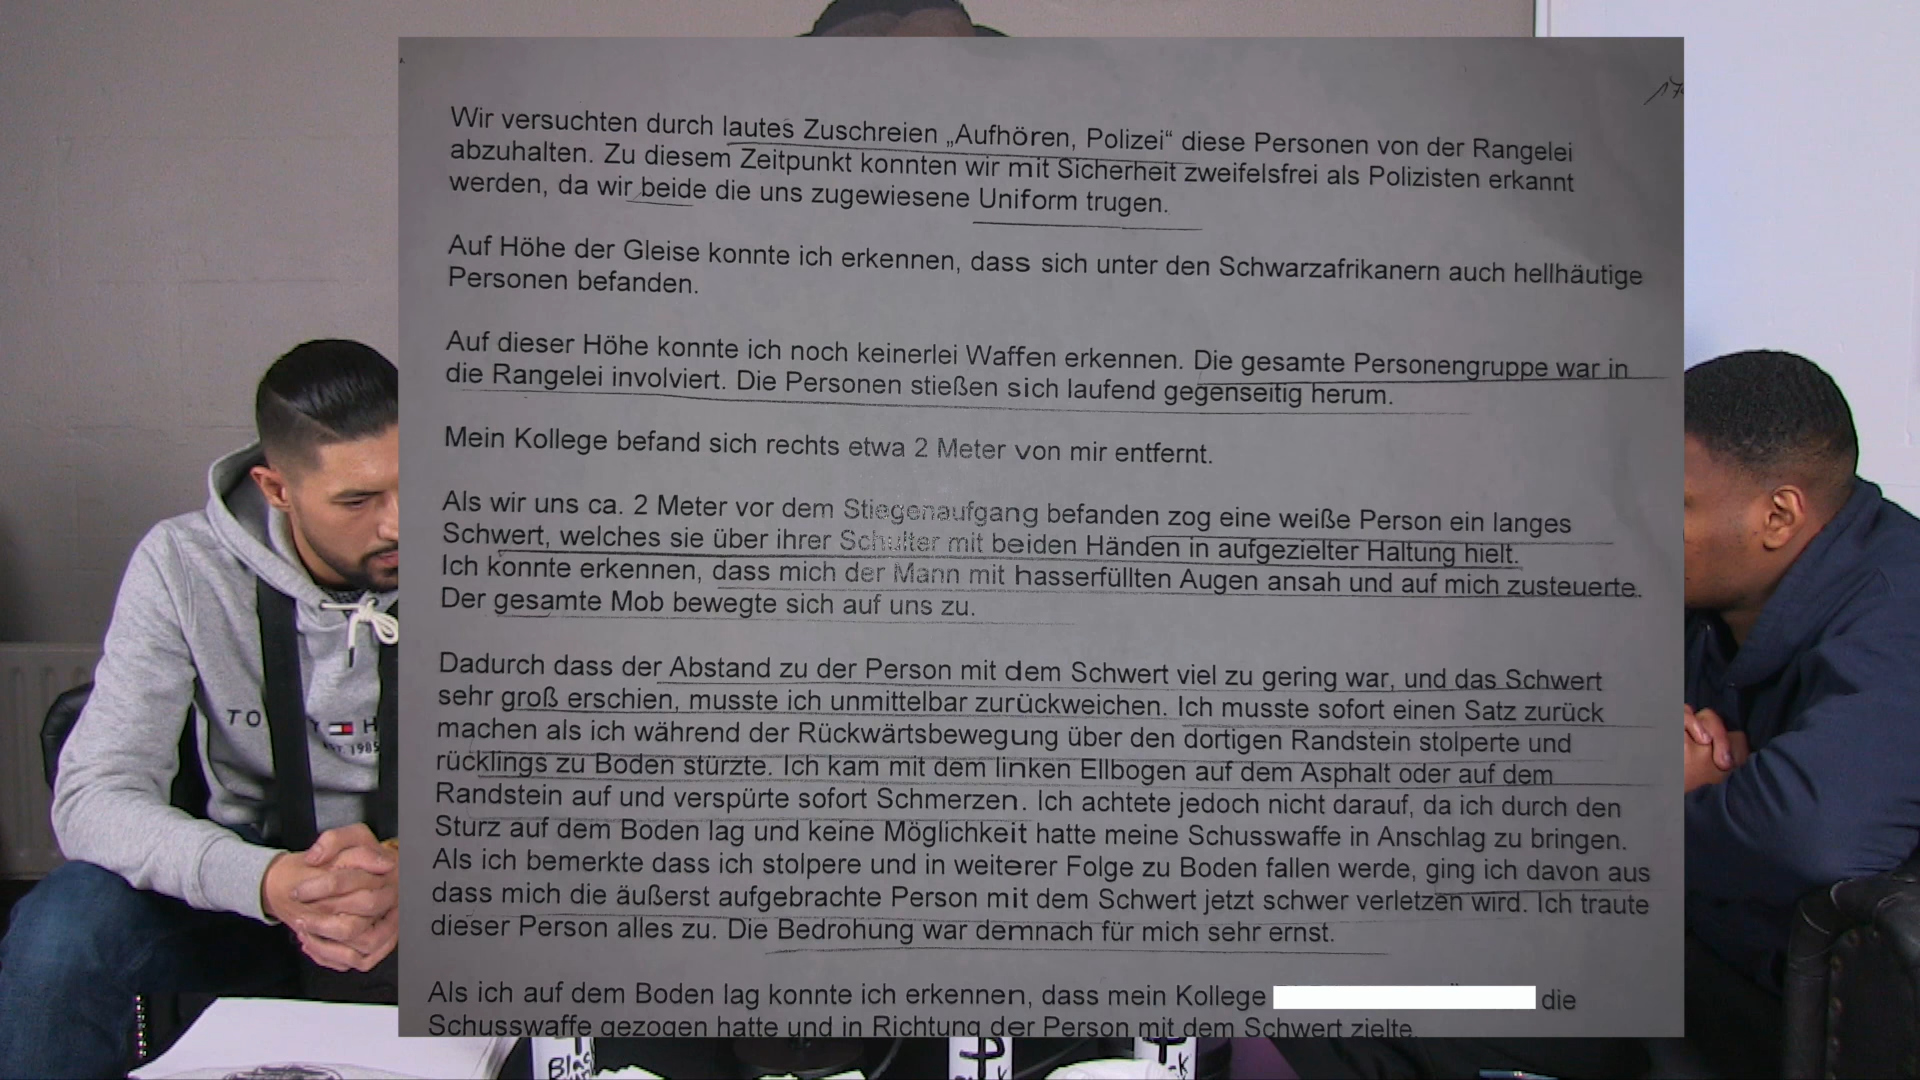 Wir versuchten durch lautes Zuschreien „Aufhören, Polizei“ diese Personen von der Rangelei
abzuhalten. Zu diesem Zeitpunkt konnten wir mit Sicherheit zweifelsfrei als Polizisten erkannt
werden, da wir beide die uns zugewiesene Uniform trugen.
Auf Höhe der Gleise konnte ich erkennen, dass sich unter den Schwarzafrikanern auch hellhäutige
Personen befanden.
Auf dieser Höhe konnte ich noch keinerlei Waffen erkennen. Die gesamte Personengruppe war in
die Rangelei involviert. Die Personen stießen sich laufend gegenseitig herum.
Mein Kollege befand sich rechts etwa 2 Meter von mir entfernt.
Als wir uns ca. 2 Meter vor dem Stiegenaufgang befanden zog eine weiße Person ein langes
Schwert, welches sie über ihrer Schulter mit beiden Händen in aufgezielter Haltung hielt.
Ich konnte erkennen, dass mich der Mann mit hasserfüllten Augen ansah und auf mich zusteuerte.
Der gesamte Mob bewegte sich auf uns zu.
Dadurch dass der Abstand zu der Person mit dem Schwert viel zu gering war, und das Schwert
sehr groß erschien, musste ich unmittelbar zurückweichen. Ich musste sofort einen Satz zurück
machen als ich während der Rückwärtsbewegung über den dortigen Randstein stolperte und
rücklings zu Boden stürzte. Ich kam mit dem linken Ellbogen auf dem Asphalt oder auf dem
Randstein auf und verspürte sofort Schmerzen. Ich achtete jedoch nicht darauf, da ich durch den
Sturz auf dem Boden lag und keine Möglichkeit hatte meine Schusswaffe in Anschlag zu bringen.
Als ich bemerkte dass ich stolpere und in weiterer Folge zu Boden fallen werde, ging ich davon aus
dass mich die äußerst aufgebrachte Person mit dem Schwert jetzt schwer verletzen wird. Ich traute
dieser Person alles zu. Die Bedrohung war demnach für mich sehr ernst.
Als ich auf dem Boden lag konnte ich erkennen, dass mein Kollege die
Schusswaffe gezogen hatte und in Richtung der Person mit dem Schwert zielte.
TO Y H
1985